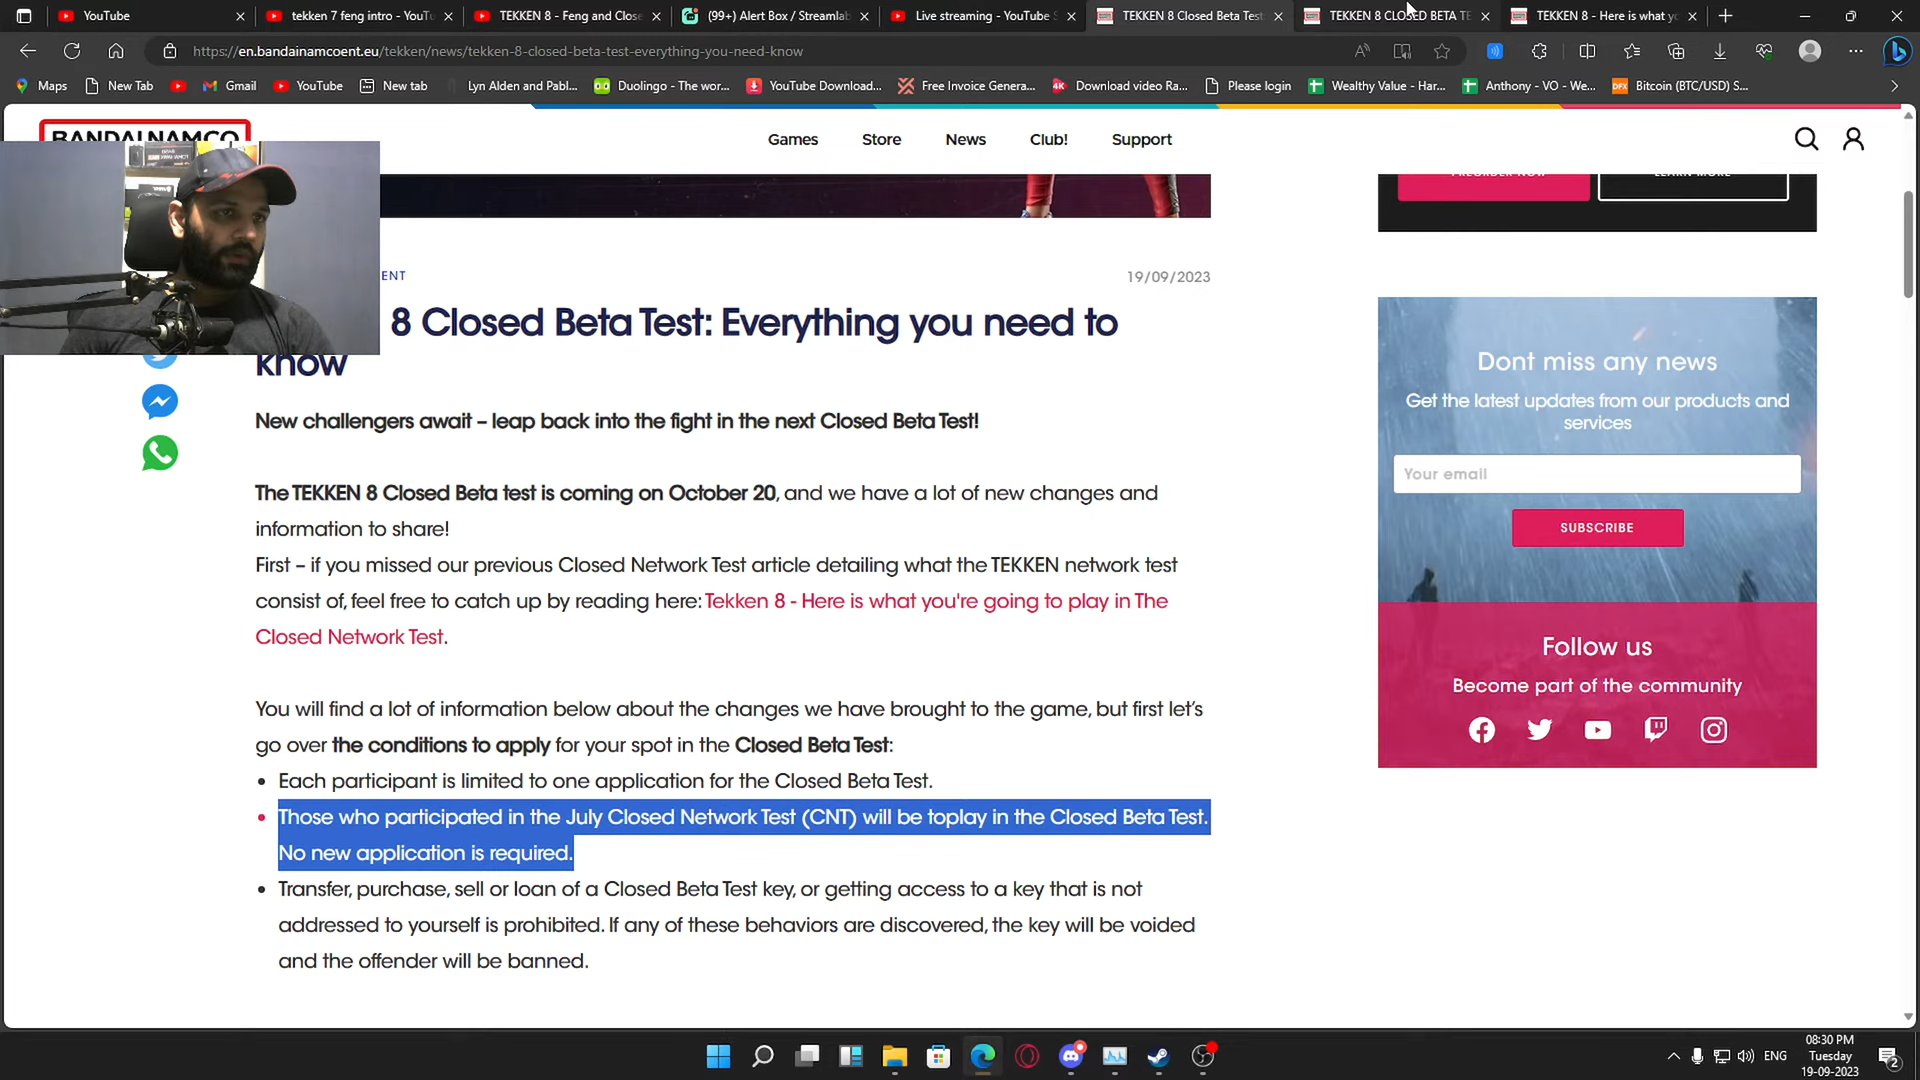 YouTube
tekken 7 feng intro - YouTu
TEKKEN 8 - Feng and Close
(99+) Alert Box / Streamlab
Live streaming - YouTube S
TEKKEN 8 Closed Beta Test:
TEKKEN 8 CLOSED BETA TE
TEKKEN 8 - Here is what yo
https://en.bandainamcoent.eu/tekken/news/tekken-8-closed-beta-test-everything-you-need-know
Maps
New Tab
Gmail
YouTube
New tab
Lyn Alden and Pabl...
Duolingo - The wor...
YouTube Download...
Free Invoice Genera...
Download video Ra...
Please login
Wealthy Value - Har...
Anthony - VO - We...
Bitcoin (BTC/USD) S...
BANDAI NAMCO
Games
Store
News
Club!
Support
PREORDER NOW
LEARN MORE
ENT
19/09/2023
8 Closed Beta Test: Everything you need to
know
New challengers await – leap back into the fight in the next Closed Beta Test!
The TEKKEN 8 Closed Beta test is coming on October 20, and we have a lot of new changes and
information to share!
First – if you missed our previous Closed Network Test article detailing what the TEKKEN network test
consist of, feel free to catch up by reading here: Tekken 8 - Here is what you're going to play in The
Closed Network Test.
You will find a lot of information below about the changes we have brought to the game, but first let's
go over the conditions to apply for your spot in the Closed Beta Test:
• Each participant is limited to one application for the Closed Beta Test.
• Those who participated in the July Closed Network Test (CNT) will be toplay in the Closed Beta Test.
No new application is required.
• Transfer, purchase, sell or loan of a Closed Beta Test key, or getting access to a key that is not
addressed to yourself is prohibited. If any of these behaviors are discovered, the key will be voided
and the offender will be banned.
Dont miss any news
Get the latest updates from our products and
services
Your email
SUBSCRIBE
Follow us
Become part of the community
ENG
08:30 PM
Tuesday
19-09-2023
2